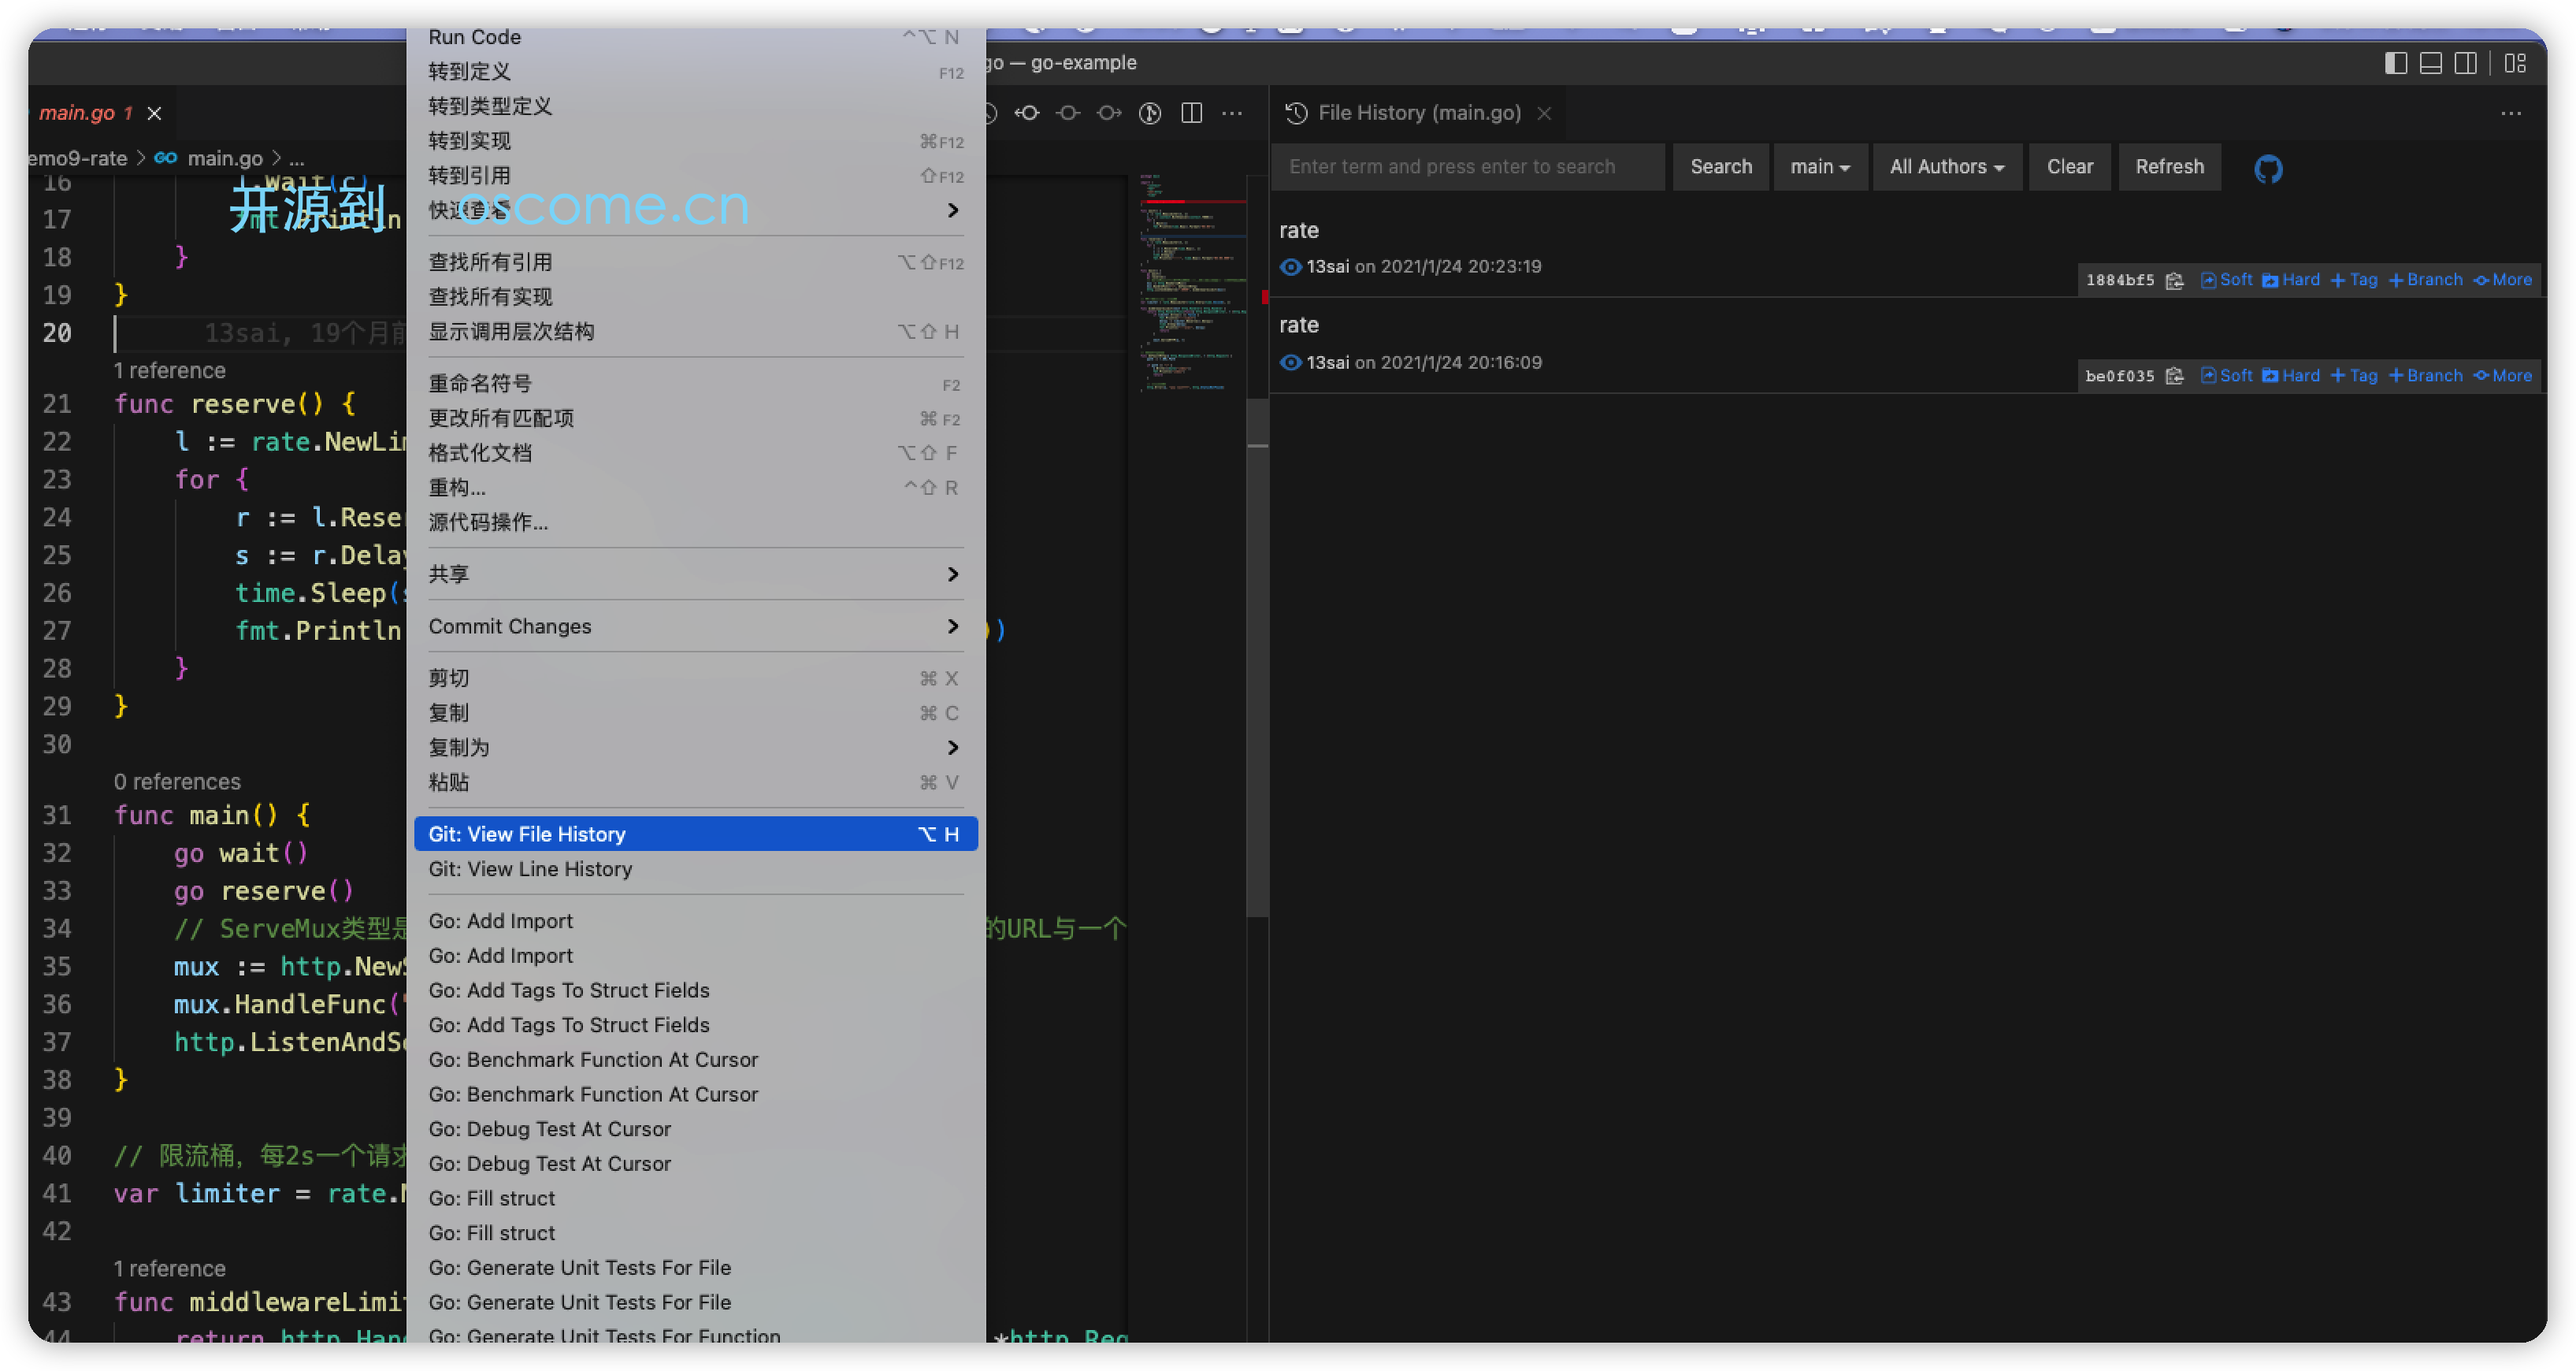 go — go-example
main.go 1
emo9-rate > main.go > ...
开源到 oscome.cn
16 l.Wait(c)
17 fmt.Println
18 }
19 }
20 13sai, 19个月前
1 reference
21 func reserve() {
22 l := rate.NewLim
23 for {
24 r := l.Reser
25 s := r.Delay
26 time.Sleep(s
27 fmt.Println ))
28 }
29 }
30
0 references
31 func main() {
32 go wait()
33 go reserve()
34 // ServeMux类型是 的URL与一个
35 mux := http.NewS
36 mux.HandleFunc("
37 http.ListenAndSe
38 }
39
40 // 限流桶，每2s一个请求
41 var limiter = rate.N
42
1 reference
43 func middlewareLimit
44 return http.Hand *http.Req
Run Code ^⌥ N
转到定义 F12
转到类型定义
转到实现 ⌘F12
转到引用 ⇧F12
快速查看
查找所有引用 ⌥⇧F12
查找所有实现
显示调用层次结构 ⌥⇧ H
重命名符号 F2
更改所有匹配项 ⌘ F2
格式化文档 ⌥⇧ F
重构... ^⇧ R
源代码操作...
共享
Commit Changes
剪切 ⌘ X
复制 ⌘ C
复制为
粘贴 ⌘ V
Git: View File History ⌥ H
Git: View Line History
Go: Add Import
Go: Add Import
Go: Add Tags To Struct Fields
Go: Add Tags To Struct Fields
Go: Benchmark Function At Cursor
Go: Benchmark Function At Cursor
Go: Debug Test At Cursor
Go: Debug Test At Cursor
Go: Fill struct
Go: Fill struct
Go: Generate Unit Tests For File
Go: Generate Unit Tests For File
Go: Generate Unit Tests For Function
File History (main.go)
Enter term and press enter to search Search main All Authors Clear Refresh
rate
13sai on 2021/1/24 20:23:19
1884bf5 Soft Hard + Tag + Branch More
rate
13sai on 2021/1/24 20:16:09
be0f035 Soft Hard + Tag + Branch More